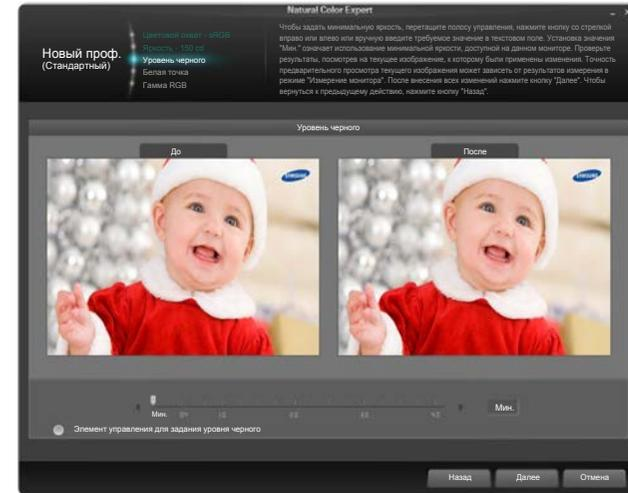 Natural Color Expert
Новый проф.
(Стандартный)
Цветовой охват - sRGB
Яркость - 150 cd
Уровень черного
Белая точка
Гамма RGB
Чтобы задать минимальную яркость, перетащите полосу управления, нажмите кнопку со стрелкой
вправо или влево или вручную введите требуемое значение в текстовом поле. Установка значения
"Мин." означает использование минимальной яркости, доступной на данном мониторе. Проверьте
результаты, посмотрев на текущее изображение, к которому были применены изменения. Точность
предварительного просмотра текущего изображения может зависеть от результатов измерения в
режиме "Измерение монитора". После внесения всех изменений нажмите кнопку "Далее". Чтобы
вернуться к предыдущему действию, нажмите кнопку "Назад".
Уровень черного
До
После
SAMSUNG
SAMSUNG
Мин.
Мин.
Элемент управления для задания уровня черного
Назад
Далее
Отмена